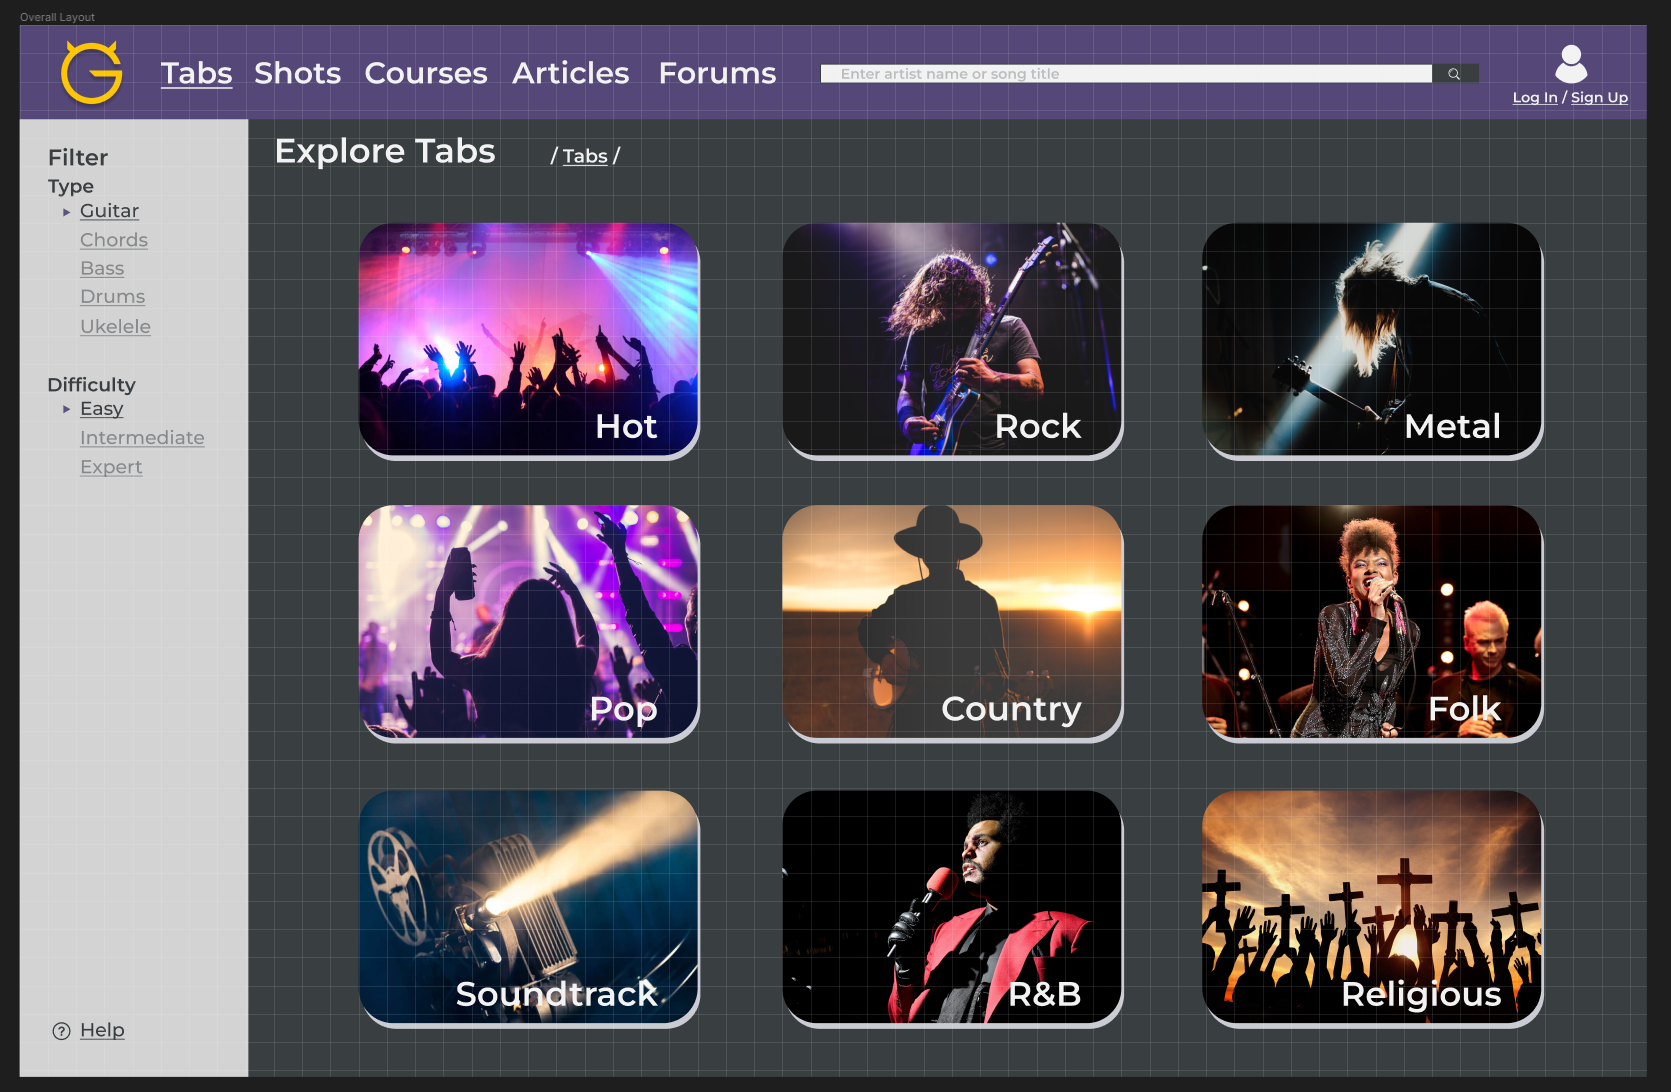 Overall Layout
Tabs Shots Courses Articles Forums
Enter artist name or song title
Log In / Sign Up
Filter
Type
Guitar
Chords
Bass
Drums
Ukelele
Difficulty
Easy
Intermediate
Expert
? Help
Explore Tabs / Tabs /
Hot
Rock
Metal
Pop
Country
Folk
Soundtrack
R&B
Religious